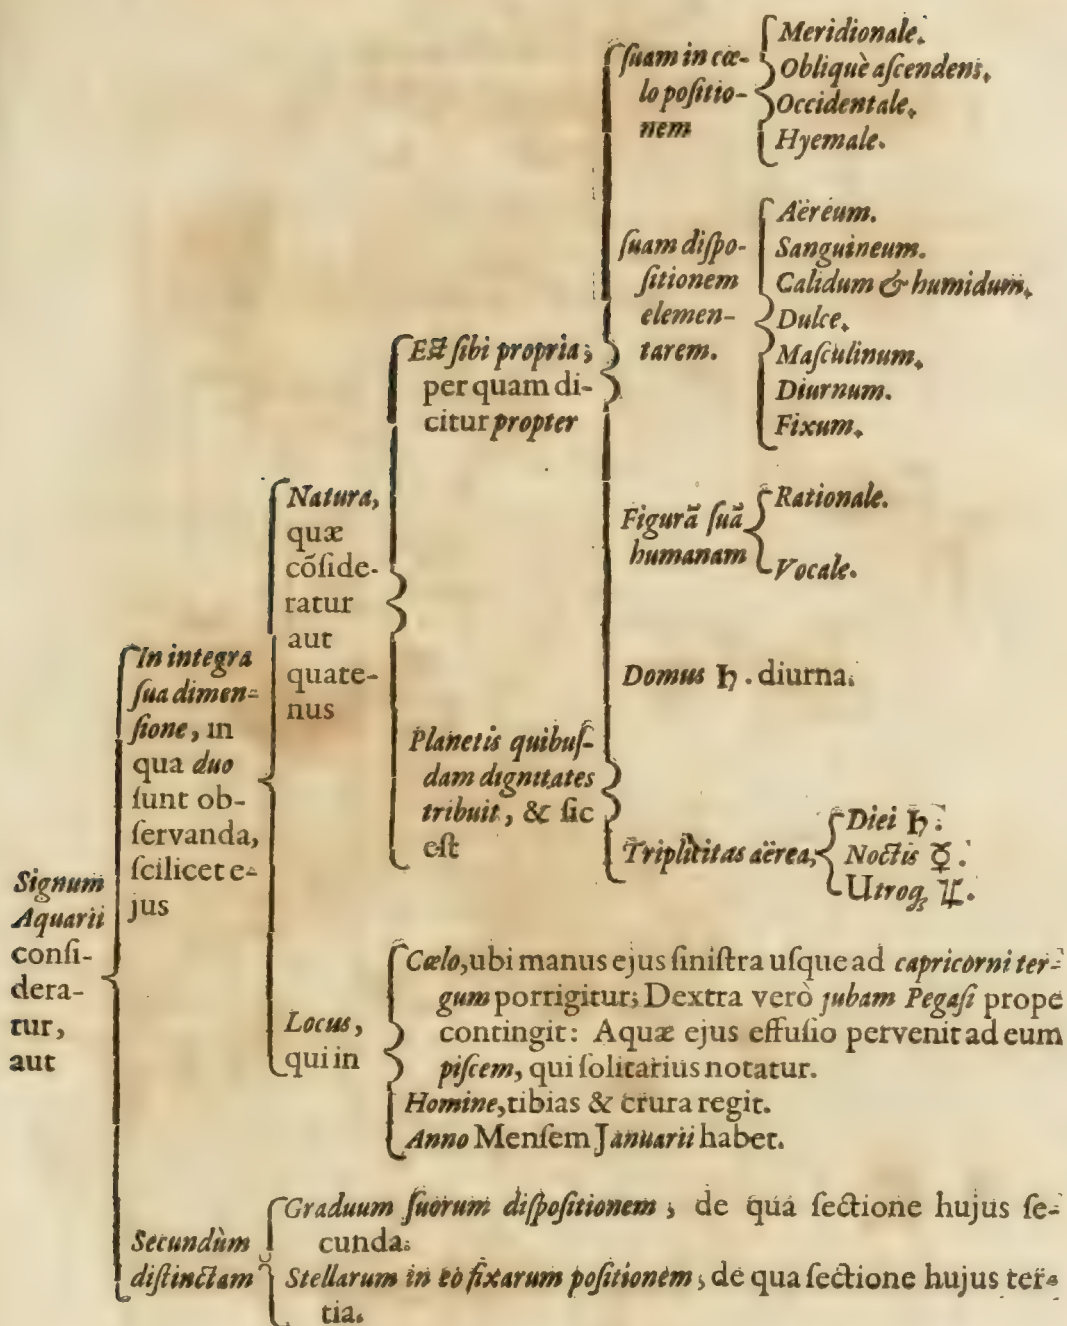 Signum
Aquarii
consi-
dera-
tur,
aut
In integra
sua dimen-
sione, in
qua duo
sunt ob-
servanda,
scilicet e-
jus
Natura,
quæ
cõside-
ratur
aut
quate-
nus
Est sibi propria;
per quam di-
citur propter
suam in cœ-
lo positio-
nem
Meridionale.
Obliquè ascendens.
Occidentale.
Hyemale.
suam dispo-
sitionem
elemen-
tarem.
Aëreum.
Sanguineum.
Calidum & humidum.
Dulce.
Masculinum.
Diurnum.
Fixum.
Figurā suā
humanam
Rationale.
Vocale.
Planetis quibus-
dam dignitates
tribuit, & sic
est
Domus ♄. diurna.
Triplicitas aërea,
Diei ♄.
Noctis ☿.
Utroq; ♃.
Locus,
qui in
Cœlo, ubi manus ejus sinistra usque ad capricorni ter-
gum porrigitur; Dextra verò jubam Pegasi prope
contingit: Aquæ ejus effusio pervenit ad eum
piscem, qui solitarius notatur.
Homine, tibias & crura regit.
Anno Mensem Januarii habet.
Secundùm
distinctam
Graduum suorum dispositionem; de qua sectione hujus se-
cunda.
Stellarum in eo fixarum positionem; de qua sectione hujus ter-
tia.